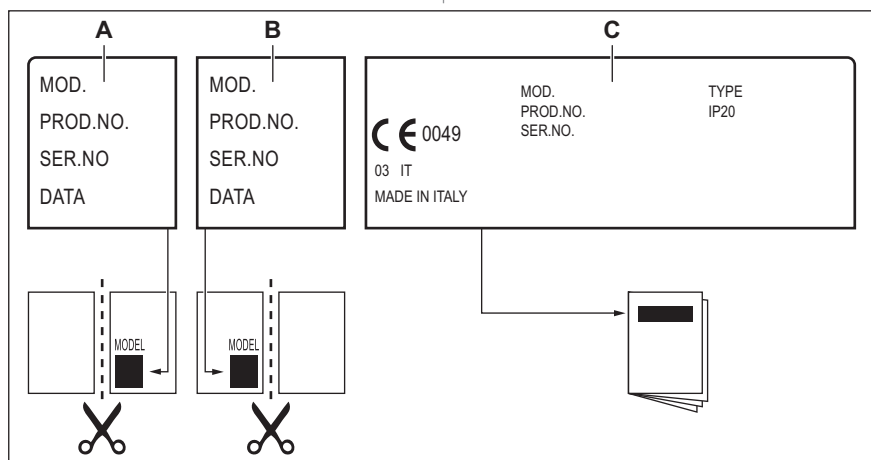 A
B
C
MOD.
PROD.NO.
SER.NO
DATA
MOD.
PROD.NO.
SER.NO
DATA
MOD.
PROD.NO.
SER.NO.
TYPE
IP20
CE 0049
03 IT
MADE IN ITALY
MODEL
MODEL